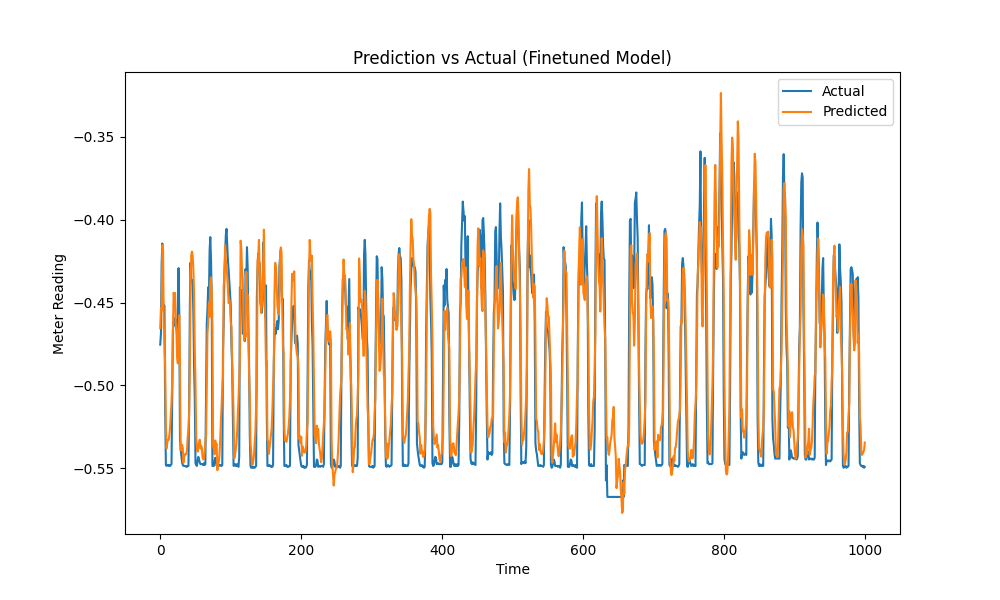 Prediction vs Actual (Finetuned Model)
Actual
Predicted
Meter Reading
−0.35
−0.40
−0.45
−0.50
−0.55
0
200
400
600
800
1000
Time